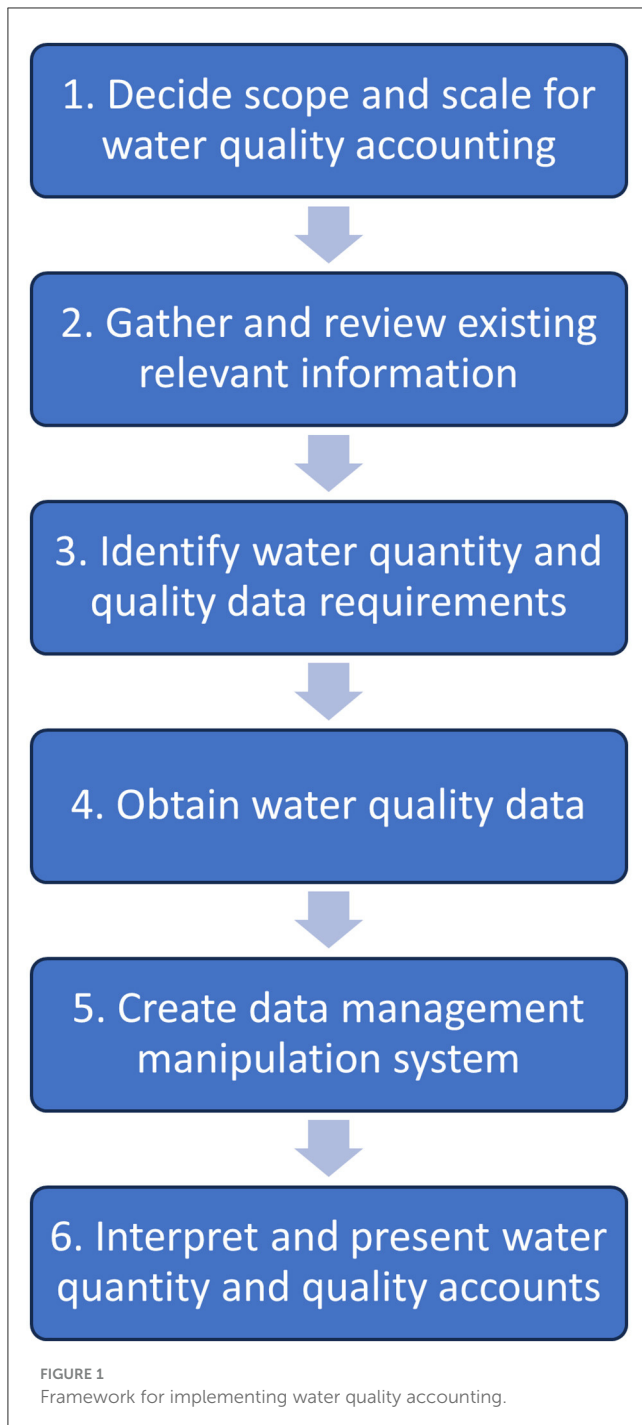 1. Decide scope and scale for
water quality accounting
2. Gather and review existing
relevant information
3. Identify water quantity and
quality data requirements
4. Obtain water quality data
5. Create data management
manipulation system
6. Interpret and present water
quantity and quality accounts
FIGURE 1
Framework for implementing water quality accounting.